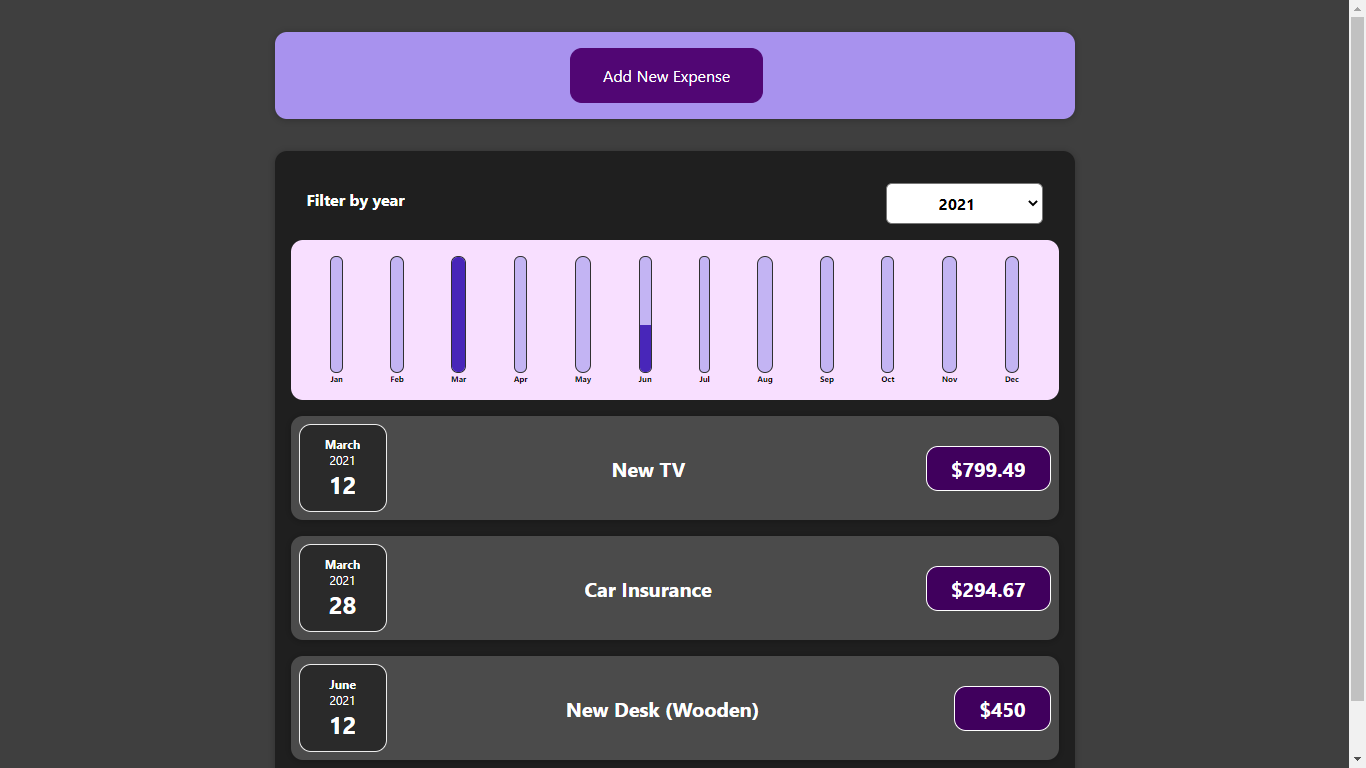 Add New Expense
Filter by year
2021
Jan Feb Mar Apr May Jun Jul Aug Sep Oct Nov Dec
March
2021
12
New TV
$799.49
March
2021
28
Car Insurance
$294.67
June
2021
12
New Desk (Wooden)
$450